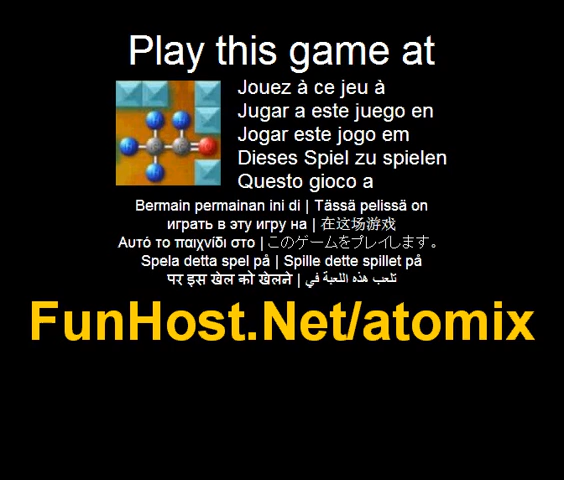 Play this game at
Jouez à ce jeu à
Jugar a este juego en
Jogar este jogo em
Dieses Spiel zu spielen
Questo gioco a
Bermain permainan ini di | Tässä pelissä on
играть в эту игру на | 在这场游戏
Αυτό το παιχνίδι στο | このゲームをプレイします。
Spela detta spel på | Spille dette spillet på
पर इस खेल को खेलने | تلعب هذه اللعبة في
FunHost.Net/atomix